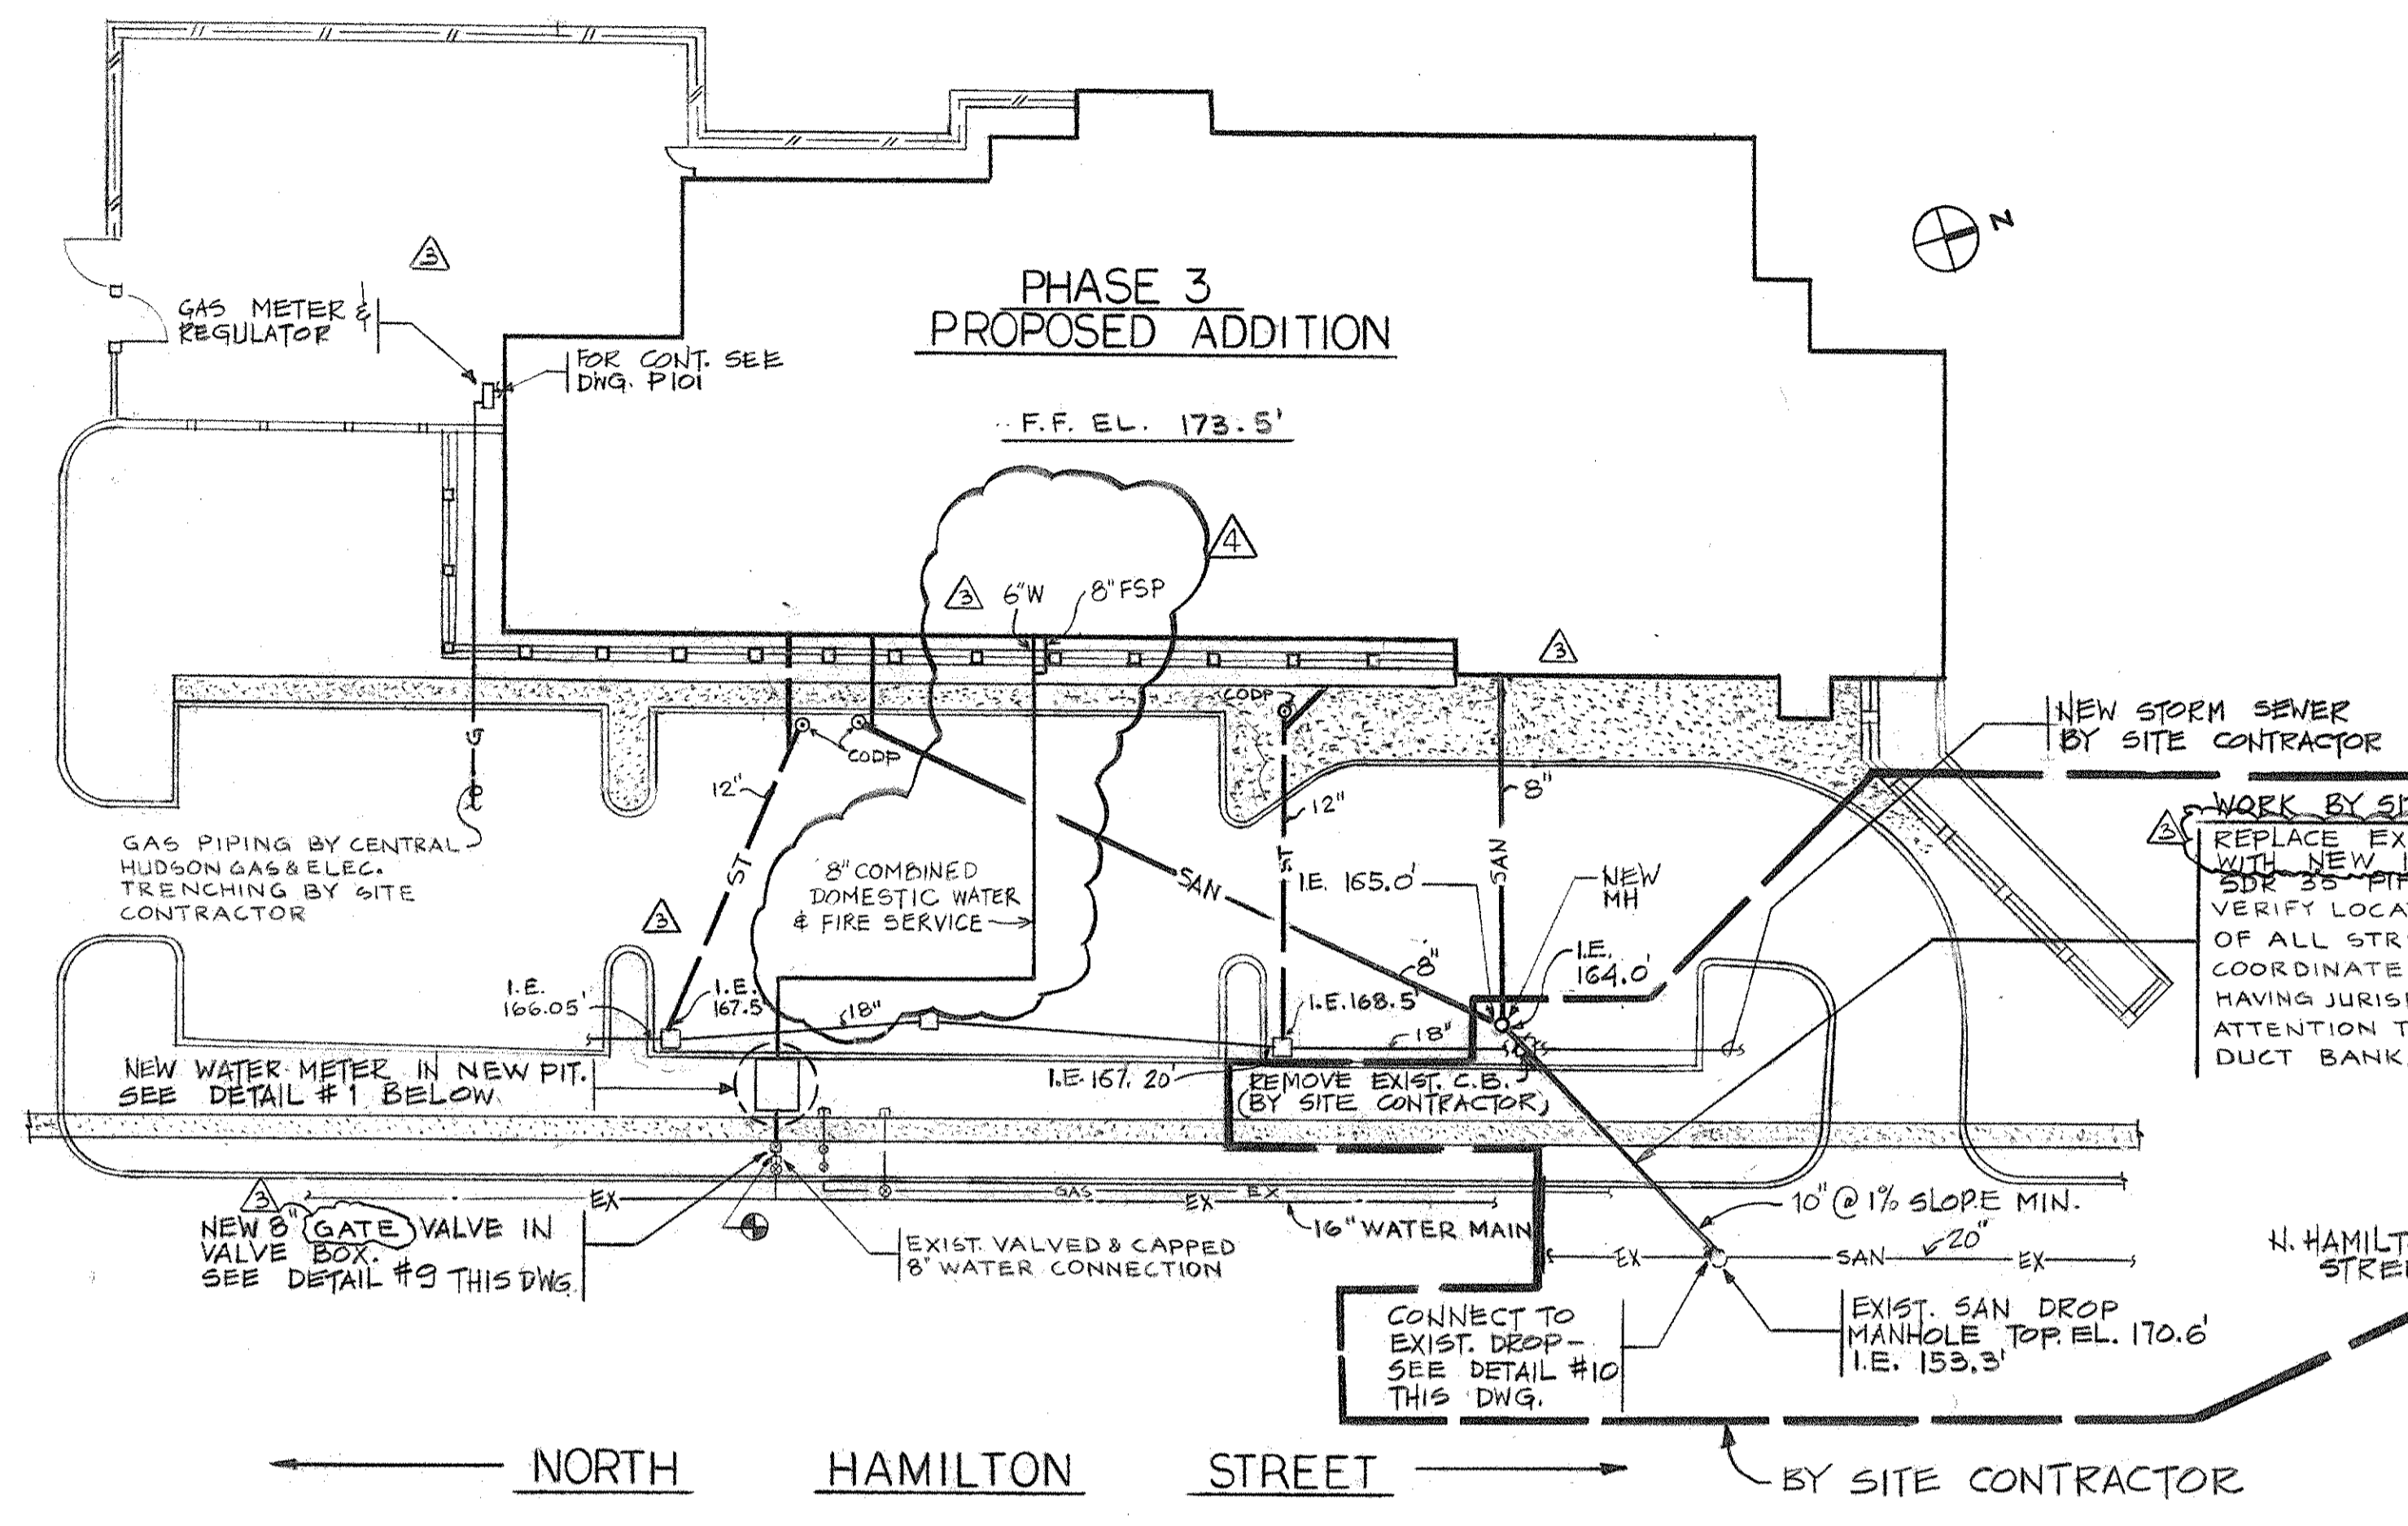 N
3
GAS METER &
REGULATOR
FOR CONT. SEE
DWG. P101
PHASE 3
PROPOSED ADDITION
F.F. EL. 173.5'
4
3
6"W
8"FSP
3
G
CODP
CODP
12"
ST
12"
ST
8"
SAN
SAN
8"
NEW STORM SEWER
BY SITE CONTRACTOR
3
WORK BY
REPLACE
WITH NEW
SDR 35
VERIFY
OF ALL
COORDINATE
HAVING
ATTENTION
DUCT BANK
GAS PIPING BY CENTRAL
HUDSON GAS & ELEC.
TRENCHING BY SITE
CONTRACTOR
8" COMBINED
DOMESTIC WATER
& FIRE SERVICE
I.E. 165.0'
NEW
MH
I.E.
164.0'
3
I.E.
166.05'
I.E.
167.5'
18"
I.E. 168.5'
18"
I.E. 167.20'
REMOVE EXIST. C.B.
(BY SITE CONTRACTOR)
NEW WATER METER IN NEW PIT.
SEE DETAIL #1 BELOW.
3
NEW 8" GATE VALVE IN
VALVE BOX.
SEE DETAIL #9 THIS DWG.
EX
GAS
EX
EX
16" WATER MAIN
EXIST. VALVED & CAPPED
8" WATER CONNECTION
10" @ 1% SLOPE MIN.
EX
SAN
20"
EX
N.
CONNECT TO
EXIST. DROP-
SEE DETAIL #10
THIS DWG.
EXIST. SAN DROP
MANHOLE TOP. EL. 170.6'
I.E. 153.3'
NORTH HAMILTON STREET
BY SITE CONTRACTOR